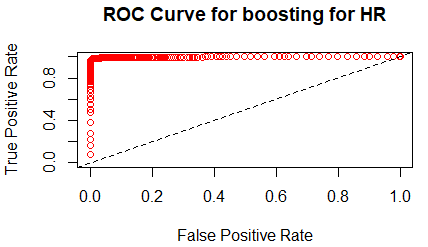 ROC Curve for boosting for HR
True Positive Rate
0.0 0.4 0.8
0.0 0.2 0.4 0.6 0.8 1.0
False Positive Rate